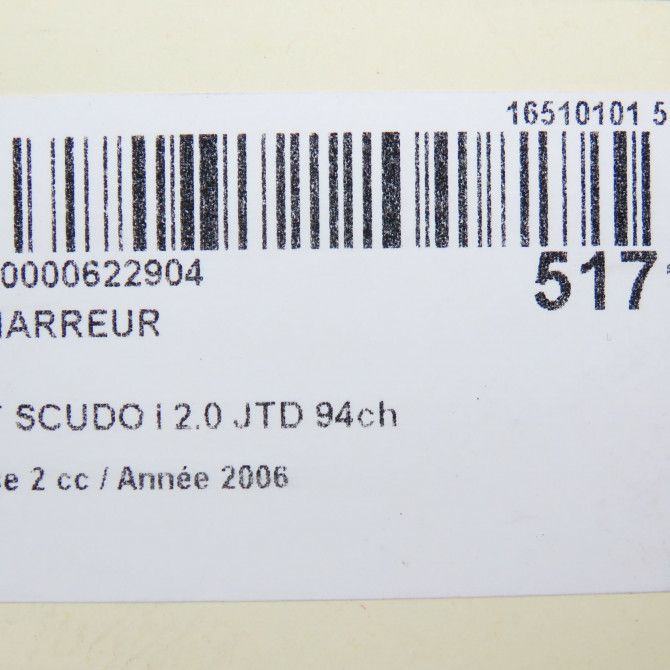 16510101 5
0000622904
517
MARREUR
T SCUDO I 2.0 JTD 94ch
se 2 cc / Année 2006